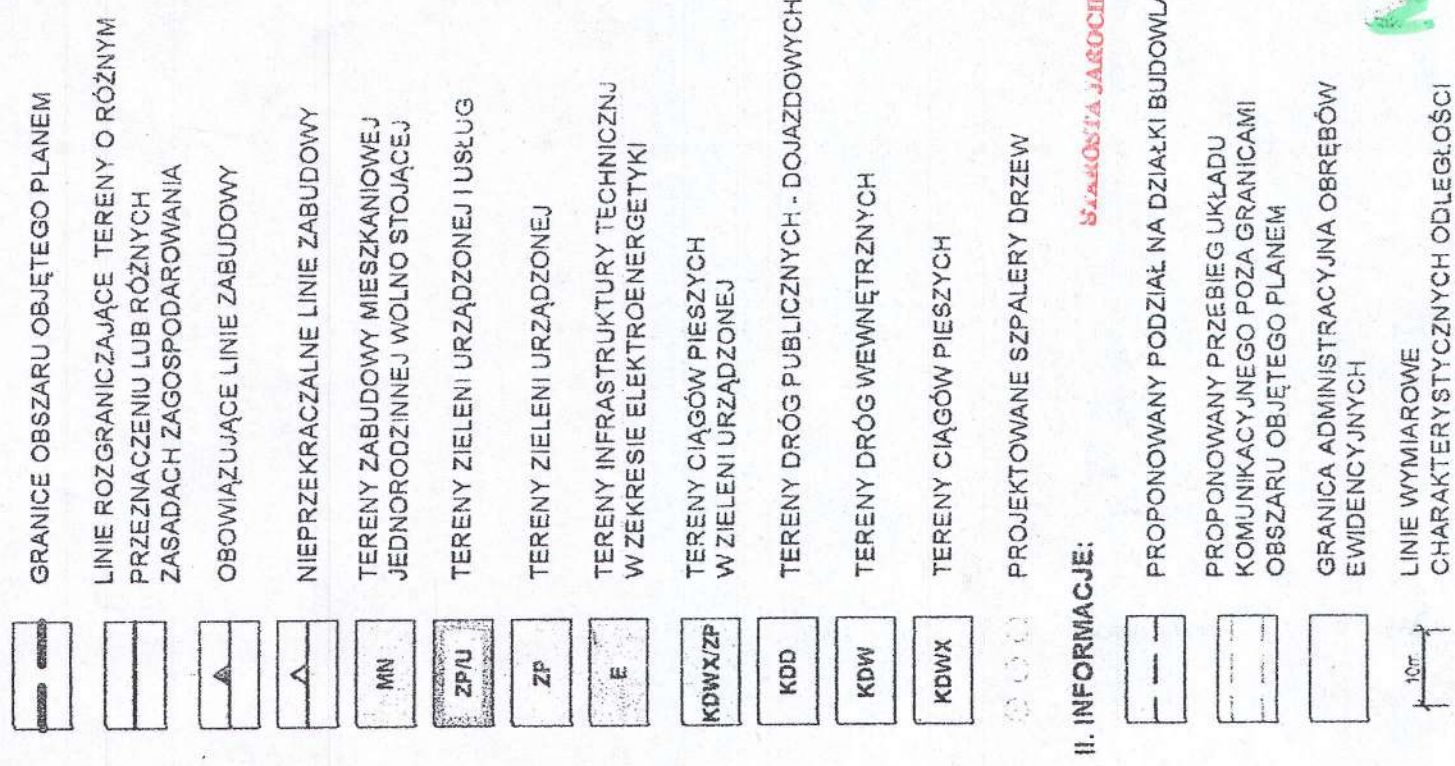 GRANICE OBSZARU OBJĘTEGO PLANEM
LINIE ROZGRANICZAJĄCE TERENY O RÓŻNYM
PRZEZNACZENIU LUB RÓŻNYCH
ZASADACH ZAGOSPODAROWANIA
OBOWIĄZUJĄCE LINIE ZABUDOWY
NIEPRZEKRACZALNE LINIE ZABUDOWY
MN
TERENY ZABUDOWY MIESZKANIOWEJ
JEDNORODZINNEJ WOLNO STOJĄCEJ
ZP/U
TERENY ZIELENI URZĄDZONEJ I USŁUG
ZP
TERENY ZIELENI URZĄDZONEJ
E
TERENY INFRASTRUKTURY TECHNICZNJ
W ZEKRESIE ELEKTROENERGETYKI
KDWX/ZP
TERENY CIĄGÓW PIESZYCH
W ZIELENI URZĄDZONEJ
KDD
TERENY DRÓG PUBLICZNYCH - DOJAZDOWYCH
KDW
TERENY DRÓG WEWNĘTRZNYCH
KDWX
TERENY CIĄGÓW PIESZYCH
PROJEKTOWANE SZPALERY DRZEW
II. INFORMACJE:
STAROSTA JAROCIŃ
PROPONOWANY PODZIAŁ NA DZIAŁKI BUDOWLA
PROPONOWANY PRZEBIEG UKŁADU
KOMUNIKACYJNEGO POZA GRANICAMI
OBSZARU OBJĘTEGO PLANEM
GRANICA ADMINISTRACYJNA OBRĘBÓW
EWIDENCYJNYCH
10m
LINIE WYMIAROWE
CHARAKTERYSTYCZNYCH ODLEGŁOŚCI